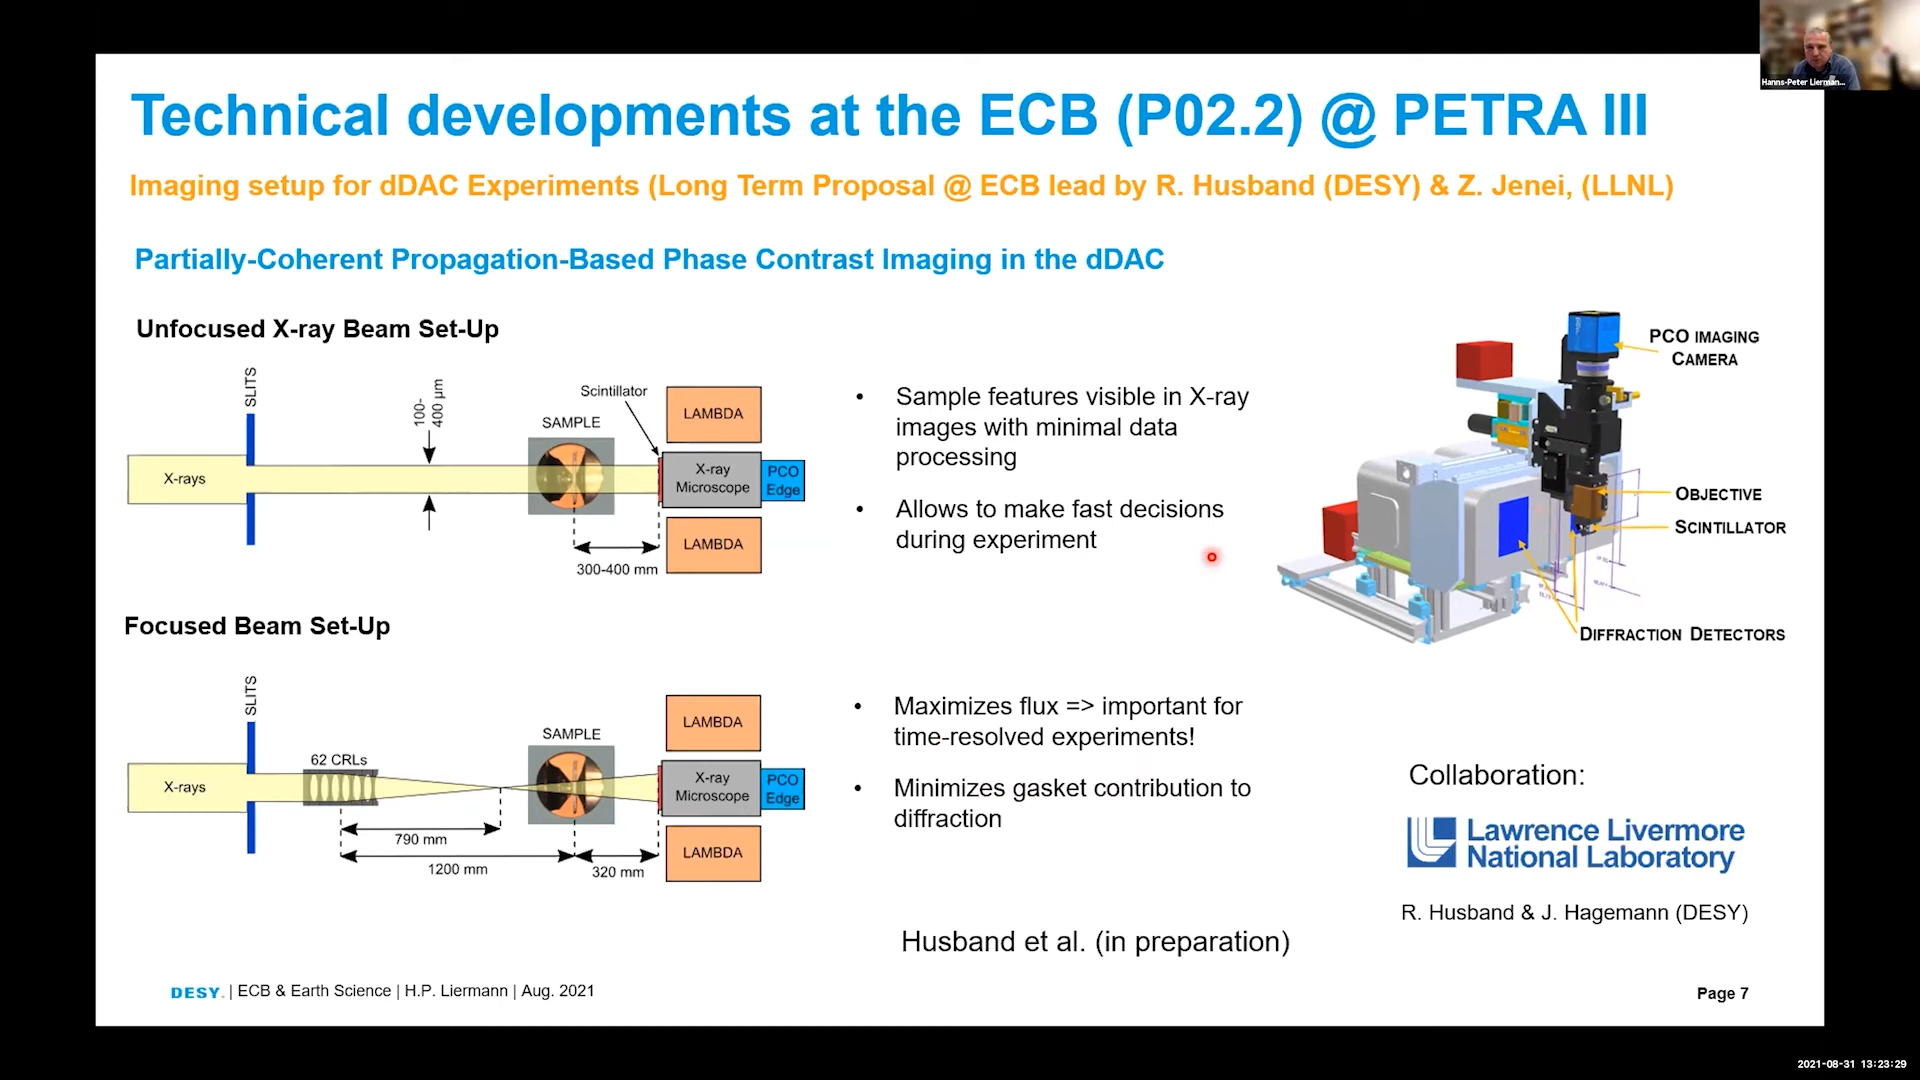 Hanns-Peter Lierman...
Technical developments at the ECB (P02.2) @ PETRA III
Imaging setup for dDAC Experiments (Long Term Proposal @ ECB lead by R. Husband (DESY) & Z. Jenei, (LLNL)
Partially-Coherent Propagation-Based Phase Contrast Imaging in the dDAC
Unfocused X-ray Beam Set-Up
SLITS
100-
400 µm
Scintillator
SAMPLE
LAMBDA
X-rays
X-ray
Microscope
PCO
Edge
LAMBDA
300-400 mm
• Sample features visible in X-ray
images with minimal data
processing
• Allows to make fast decisions
during experiment
PCO IMAGING
CAMERA
OBJECTIVE
SCINTILLATOR
DIFFRACTION DETECTORS
Focused Beam Set-Up
SLITS
62 CRLs
SAMPLE
LAMBDA
X-rays
X-ray
Microscope
PCO
Edge
LAMBDA
790 mm
1200 mm
320 mm
• Maximizes flux => important for
time-resolved experiments!
• Minimizes gasket contribution to
diffraction
Collaboration:
Lawrence Livermore
National Laboratory
R. Husband & J. Hagemann (DESY)
Husband et al. (in preparation)
DESY. | ECB & Earth Science | H.P. Liermann | Aug. 2021
Page 7
2021-08-31 13:23:29